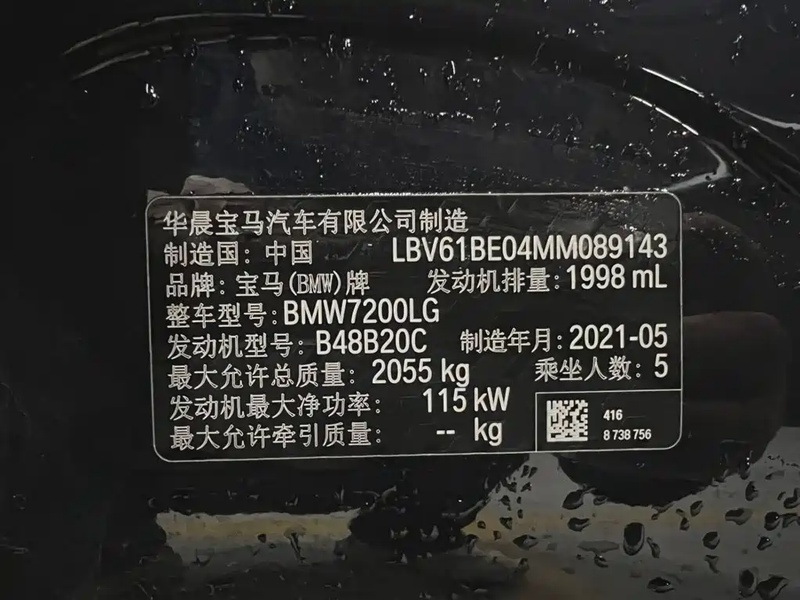 华晨宝马汽车有限公司制造
制造国: 中国 LBV61BE04MM089143
品牌: 宝马(BMW)牌 发动机排量: 1998 mL
整车型号: BMW7200LG
发动机型号: B48B20C 制造年月: 2021-05
最大允许总质量: 2055 kg 乘坐人数: 5
发动机最大净功率: 115 kW
最大允许牵引质量: -- kg
416
8 738 756